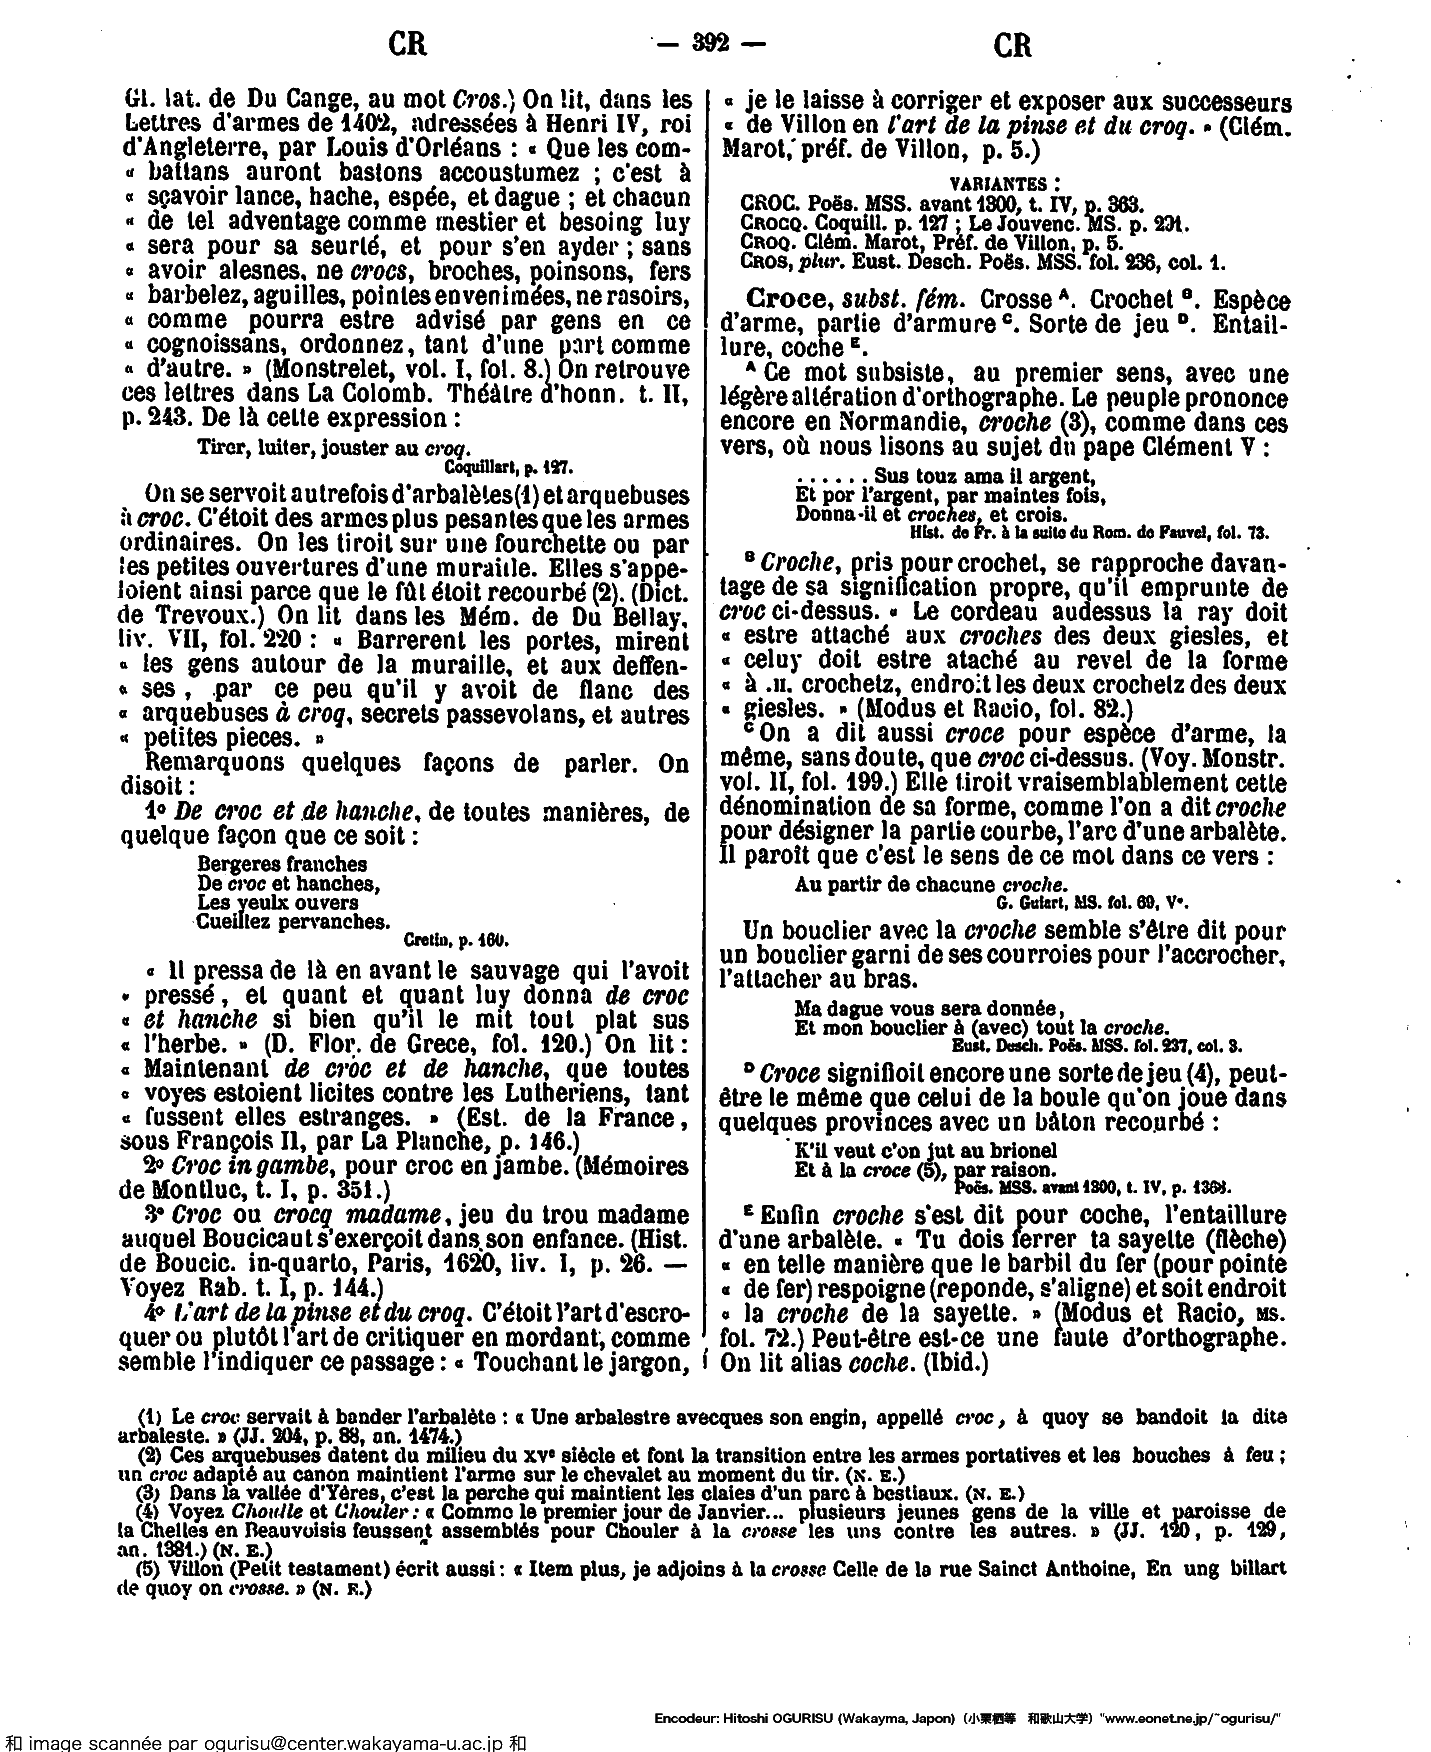 CR — 392 — CR
Gl. lat. de Du Cange, au mot Cros.) On lit, dans les
Lettres d'armes de 1402, adressées à Henri IV, roi
d'Angleterre, par Louis d'Orléans : « Que les com-
« battans auront bastons accoustumez ; c'est à
« sçavoir lance, hache, espée, et dague ; et chacun
« de tel adventage comme mestier et besoing luy
« sera pour sa seurté, et pour s'en ayder ; sans
« avoir alesnes, ne crocs, broches, poinsons, fers
« barbelez, aguilles, pointes envenimées, ne rasoirs,
« comme pourra estre advisé par gens en ce
« cognoissans, ordonnez, tant d'une part comme
« d'autre. » (Monstrelet, vol. I, fol. 8.) On retrouve
ces lettres dans La Colomb. Théâtre d'honn. t. II,
p. 243. De là cette expression :
Tirer, luiter, jouster au croq.
Coquillart, p. 127.
On se servoit autrefois d'arbalètes (1) et arquebuses
à croc. C'étoit des armes plus pesantes que les armes
ordinaires. On les tiroit sur une fourchette ou par
les petites ouvertures d'une muraille. Elles s'appe-
loient ainsi parce que le fût étoit recourbé (2). (Dict.
de Trevoux.) On lit dans les Mém. de Du Bellay,
liv. VII, fol. 220 : « Barrerent les portes, mirent
« les gens autour de la muraille, et aux deffen-
« ses, par ce peu qu'il y avoit de flanc des
« arquebuses à croq, secrets passevolans, et autres
« petites pieces. »
Remarquons quelques façons de parler. On
disoit :
1° De croc et de hanche, de toutes manières, de
quelque façon que ce soit :
Bergeres franches
De croc et hanches,
Les yeulx ouvers
Cueillez pervanches.
Cretin, p. 160.
« Il pressa de là en avant le sauvage qui l'avoit
« pressé, et quant et quant luy donna de croc
« et hanche si bien qu'il le mit tout plat sus
« l'herbe. » (D. Flor. de Grece, fol. 120.) On lit :
« Maintenant de croc et de hanche, que toutes
« voyes estoient licites contre les Lutheriens, tant
« fussent elles estranges. » (Est. de la France,
sous François II, par La Planche, p. 146.)
2° Croc in gambe, pour croc en jambe. (Mémoires
de Montluc, t. I, p. 351.)
3° Croc ou crocq madame, jeu du trou madame
auquel Boucicaut s'exerçoit dans son enfance. (Hist.
de Boucic. in-quarto, Paris, 1620, liv. I, p. 26. —
Voyez Rab. t. I, p. 144.)
4° L'art de la pinse et du croq. C'étoit l'art d'escro-
quer ou plutôt l'art de critiquer en mordant, comme
semble l'indiquer ce passage : « Touchant le jargon,
« je le laisse à corriger et exposer aux successeurs
« de Villon en l'art de la pinse et du croq. » (Clém.
Marot, préf. de Villon, p. 5.)
VARIANTES :
CROC. Poës. MSS. avant 1300, t. IV, p. 363.
CROCQ. Coquill. p. 127 ; Le Jouvenc. MS. p. 231.
CROQ. Clém. Marot, Préf. de Villon, p. 5.
CROS, plur. Eust. Desch. Poës. MSS. fol. 236, col. 1.
Croce, subst. fém. Crosse A. Crochet B. Espèce
d'arme, partie d'armure C. Sorte de jeu D. Entail-
lure, coche E.
A Ce mot subsiste, au premier sens, avec une
légère altération d'orthographe. Le peuple prononce
encore en Normandie, croche (3), comme dans ces
vers, où nous lisons au sujet du pape Clément V :
. . . . . . Sus touz ama il argent,
Et por l'argent, par maintes fois,
Donna-il et croches, et crois.
Hist. de Fr. à la suite du Rom. de Fauvel, fol. 73.
B Croche, pris pour crochet, se rapproche davan-
tage de sa signification propre, qu'il emprunte de
croc ci-dessus. « Le cordeau audessus la ray doit
« estre attaché aux croches des deux giesles, et
« celuy doit estre ataché au revel de la forme
« à .II. crochetz, endroit les deux crochetz des deux
« giesles. » (Modus et Racio, fol. 82.)
C On a dit aussi croce pour espèce d'arme, la
même, sans doute, que croc ci-dessus. (Voy. Monstr.
vol. II, fol. 199.) Elle tiroit vraisemblablement cette
dénomination de sa forme, comme l'on a dit croche
pour désigner la partie courbe, l'arc d'une arbalète.
Il paroît que c'est le sens de ce mot dans ce vers :
Au partir de chacune croche.
G. Guiart, MS. fol. 69, V°.
Un bouclier avec la croche semble s'être dit pour
un bouclier garni de ses courroies pour l'accrocher,
l'attacher au bras.
Ma dague vous sera donnée,
Et mon bouclier à (avec) tout la croche.
Eust. Desch. Poës. MSS. fol. 237, col. 3.
D Croce signifioit encore une sorte de jeu (4), peut-
être le même que celui de la boule qu'on joue dans
quelques provinces avec un bâton recourbé :
K'il veut c'on jut au brionel
Et à la croce (5), par raison.
Poës. MSS. avant 1300, t. IV, p. 1368.
E Enfin croche s'est dit pour coche, l'entaillure
d'une arbalète. « Tu dois ferrer ta sayette (flèche)
« en telle manière que le barbil du fer (pour pointe
« de fer) respoigne (reponde, s'aligne) et soit endroit
« la croche de la sayette. » (Modus et Racio, MS.
fol. 72.) Peut-être est-ce une faute d'orthographe.
On lit alias coche. (Ibid.)
(1) Le croc servait à bander l'arbalète : « Une arbalestre avecques son engin, appellé croc, à quoy se bandoit la dite
arbaleste. » (JJ. 204, p. 88, an. 1474.)
(2) Ces arquebuses datent du milieu du XVe siècle et font la transition entre les armes portatives et les bouches à feu ;
un croc adapté au canon maintient l'arme sur le chevalet au moment du tir. (N. E.)
(3) Dans la vallée d'Yères, c'est la perche qui maintient les claies d'un parc à bestiaux. (N. E.)
(4) Voyez Choulle et Chouler : « Comme le premier jour de Janvier... plusieurs jeunes gens de la ville et paroisse de
la Chelles en Beauvoisis feussent assemblés pour Chouler à la crosse les uns contre les autres. » (JJ. 120, p. 129,
an. 1381.) (N. E.)
(5) Villon (Petit testament) écrit aussi : « Item plus, je adjoins à la crosse Celle de la rue Sainct Anthoine, En ung billart
de quoy on crosse. » (N. E.)
Encodeur: Hitoshi OGURISU (Wakayma, Japon) (小栗栖等 和歌山大学) "www.eonet.ne.jp/~ogurisu/"
和 image scannée par ogurisu@center.wakayama-u.ac.jp 和